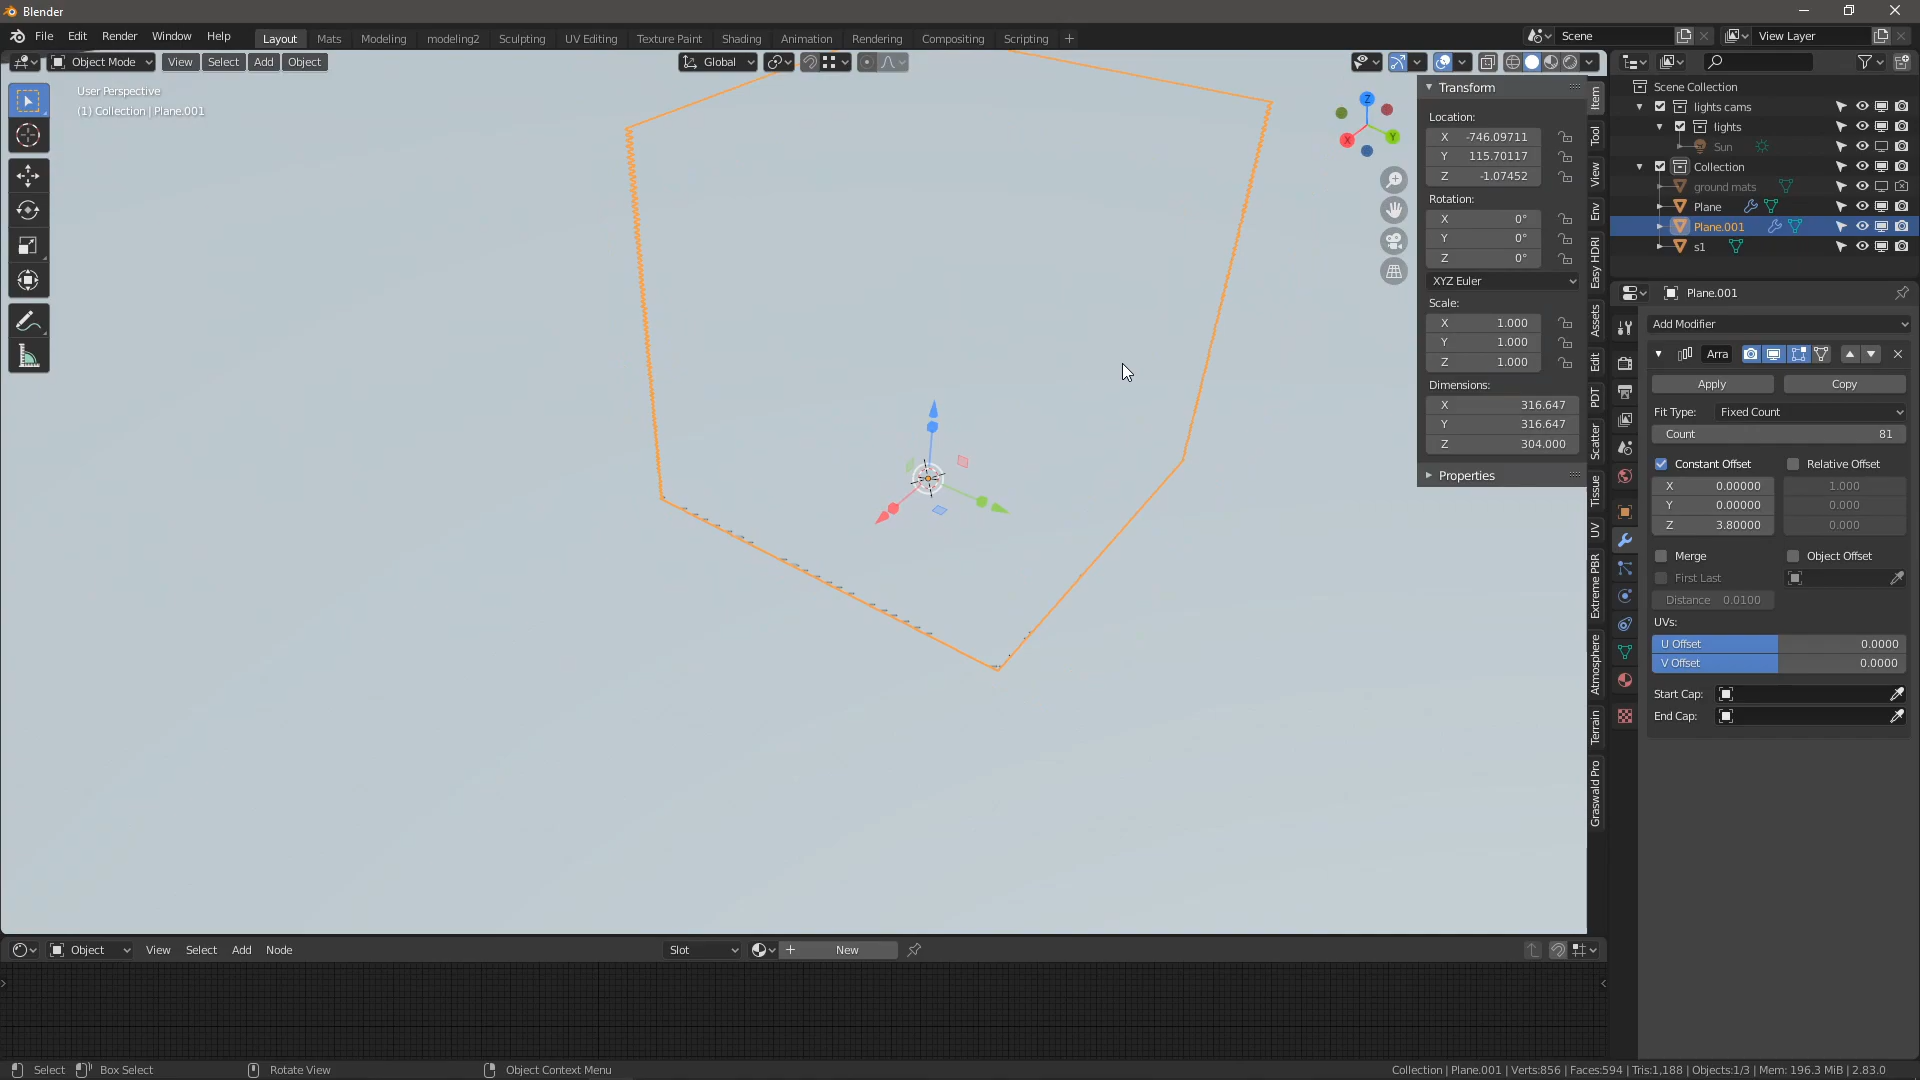 Blender
File Edit Render Window Help Layout Mats Modeling modeling2 Sculpting UV Editing Texture Paint Shading Animation Rendering Compositing Scripting + Scene View Layer
Object Mode View Select Add Object Global
User Perspective
(1) Collection | Plane.001
Transform
Location:
X -746.09711
Y 115.70117
Z -1.07452
Rotation:
X 0°
Y 0°
Z 0°
XYZ Euler
Scale:
X 1.000
Y 1.000
Z 1.000
Dimensions:
X 316.647
Y 316.647
Z 304.000
Properties
Item
Tool
View
Env
Easy HDRI
Assets
Edit
PDT
Scatter
Tissue
UV
Extreme PBR
Atmosphere
Terrain
Graswald Pro
Z
Y
X
Scene Collection
lights cams
lights
Sun
Collection
ground mats
Plane
Plane.001
s1
Plane.001
Add Modifier
Arra
Apply Copy
Fit Type: Fixed Count
Count 81
Constant Offset Relative Offset
X 0.00000 1.000
Y 0.00000 0.000
Z 3.80000 0.000
Merge Object Offset
First Last
Distance 0.0100
UVs:
U Offset 0.0000
V Offset 0.0000
Start Cap:
End Cap:
Object View Select Add Node Slot New
Select Box Select Rotate View Object Context Menu Collection | Plane.001 | Verts:856 | Faces:594 | Tris:1,188 | Objects:1/3 | Mem: 196.3 MiB | 2.83.0